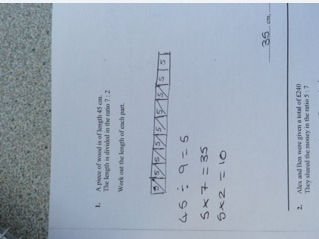 1. A piece of wood is of length 45 cm.
The length is divided in the ratio 7 : 2
Work out the length of each part.
5 5 5 5 5 5 5 5 5
45 ÷ 9 = 5
5 x 7 = 35
5 x 2 = 10
35 cm,
2. Alex and Ben were given a total of £240
They shared the money in the ratio 5 : 7